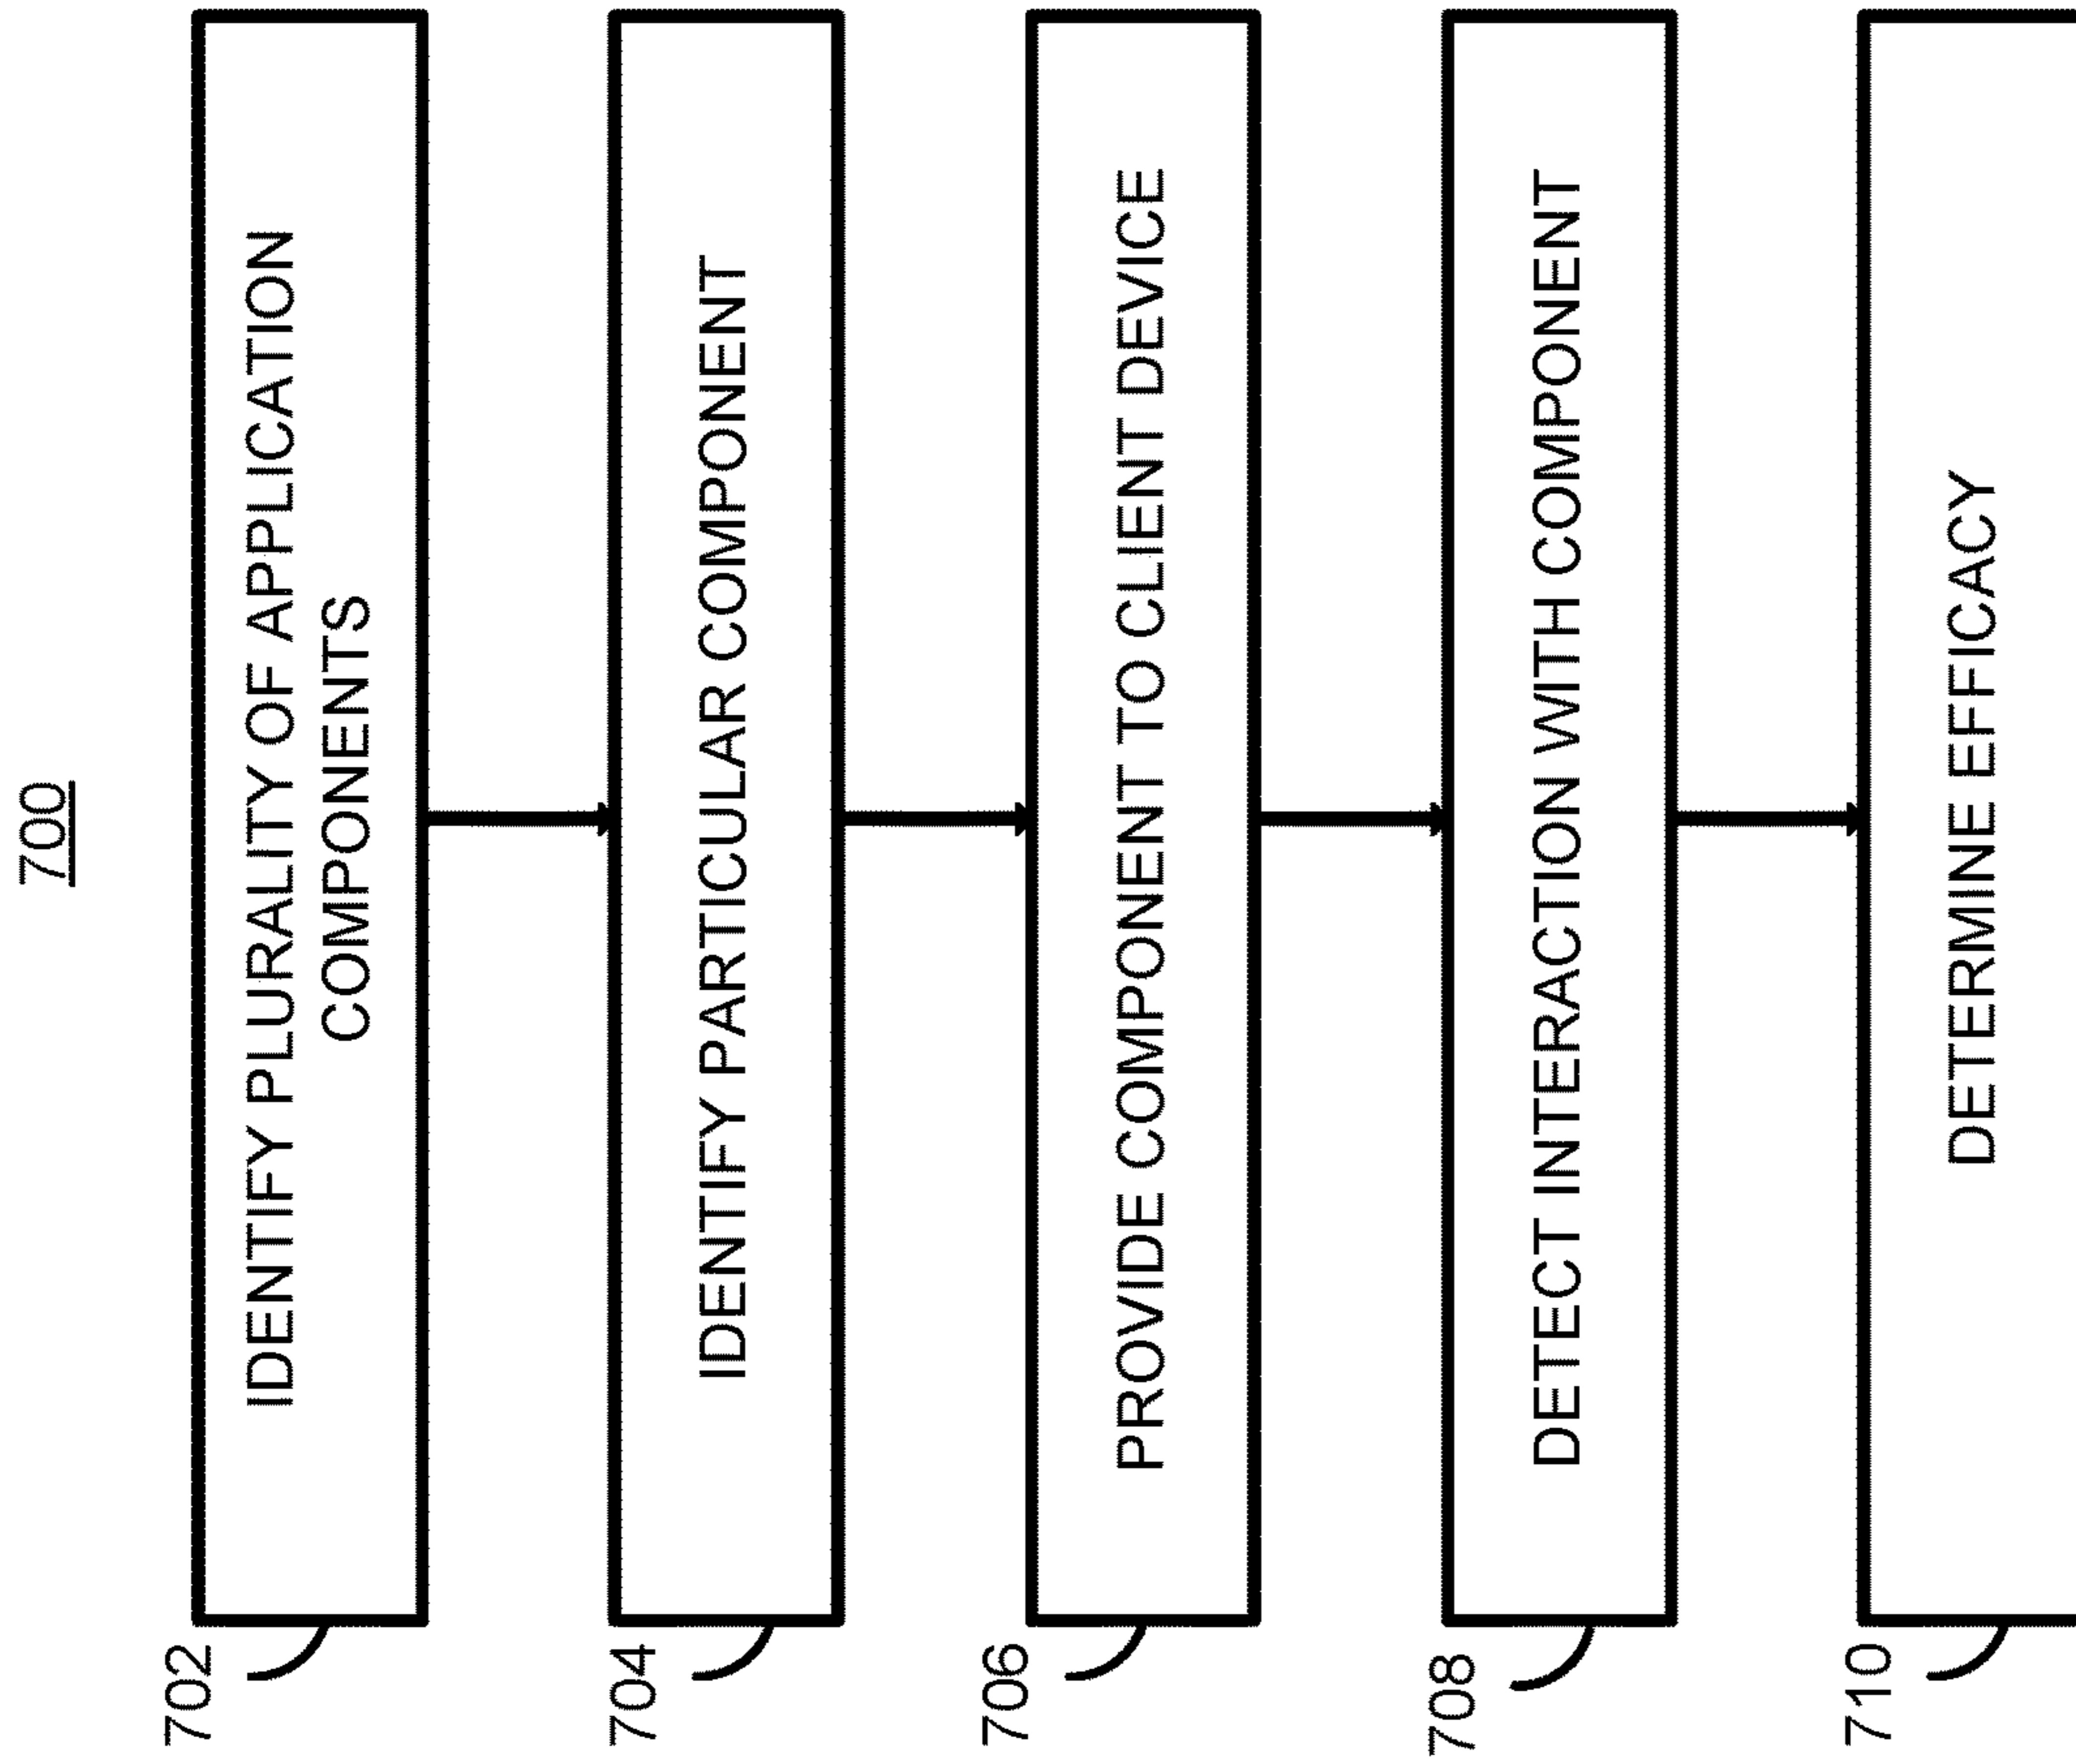 700
702
IDENTIFY PLURALITY OF APPLICATION
COMPONENTS
704
IDENTIFY PARTICULAR COMPONENT
706
PROVIDE COMPONENT TO CLIENT DEVICE
708
DETECT INTERACTION WITH COMPONENT
710
DETERMINE EFFICACY